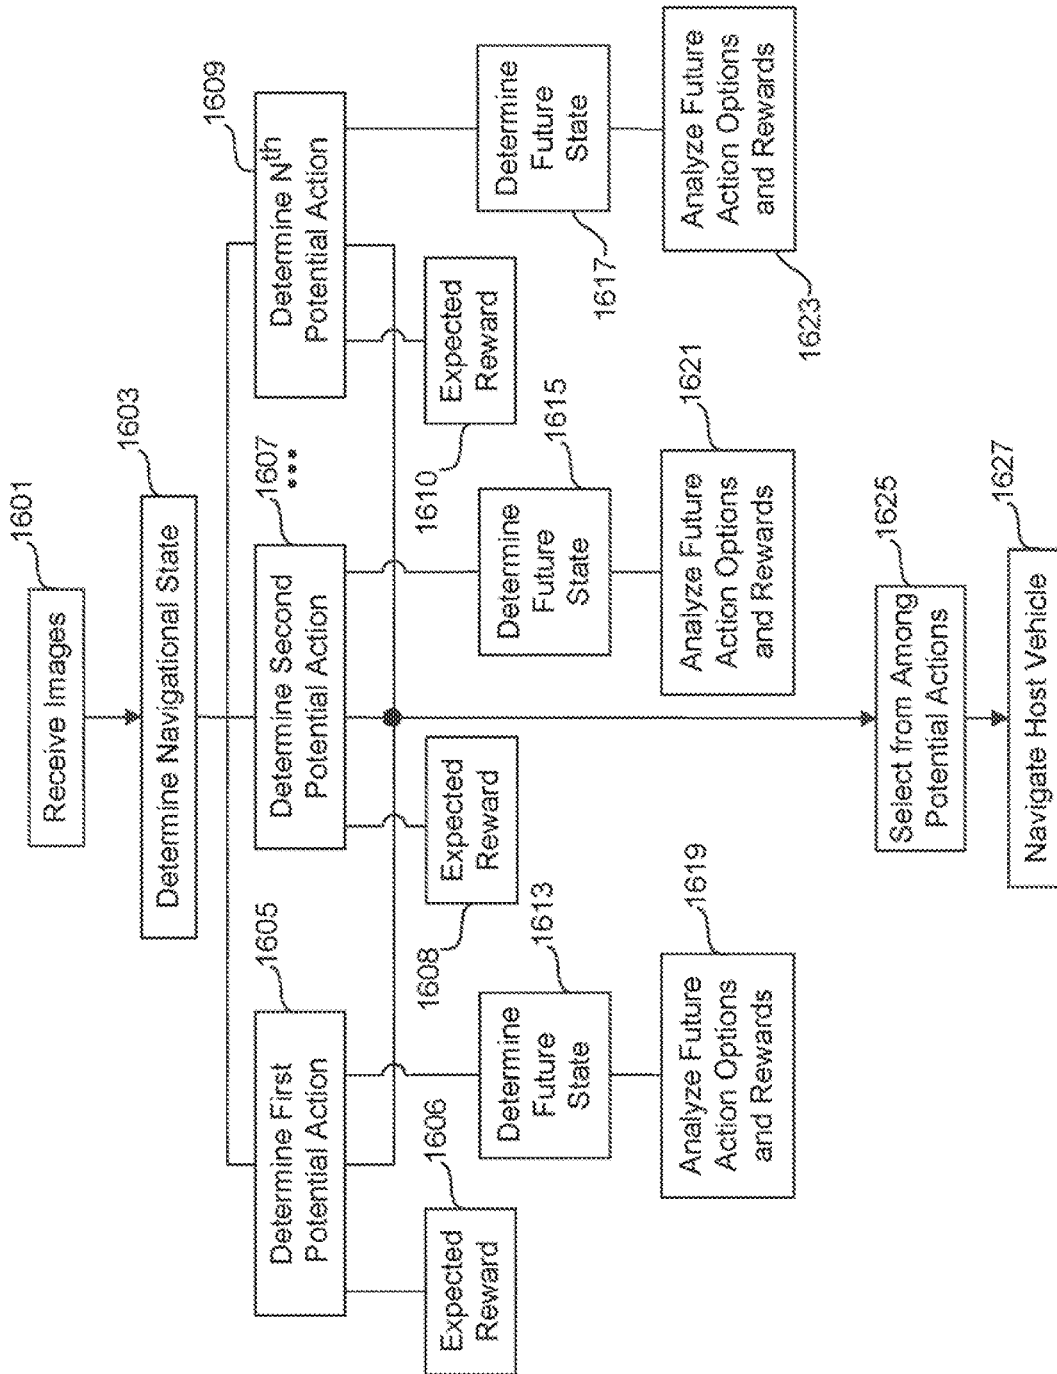 1601
Receive Images
1603
Determine Navigational State
1605
Determine First
Potential Action
1607
Determine Second
Potential Action
•••
1609
Determine Nth
Potential Action
1606
Expected
Reward
1608
Expected
Reward
1610
Expected
Reward
1613
Determine
Future
State
1615
Determine
Future
State
1617
Determine
Future
State
1619
Analyze Future
Action Options
and Rewards
1621
Analyze Future
Action Options
and Rewards
1623
Analyze Future
Action Options
and Rewards
1625
Select from Among
Potential Actions
1627
Navigate Host Vehicle